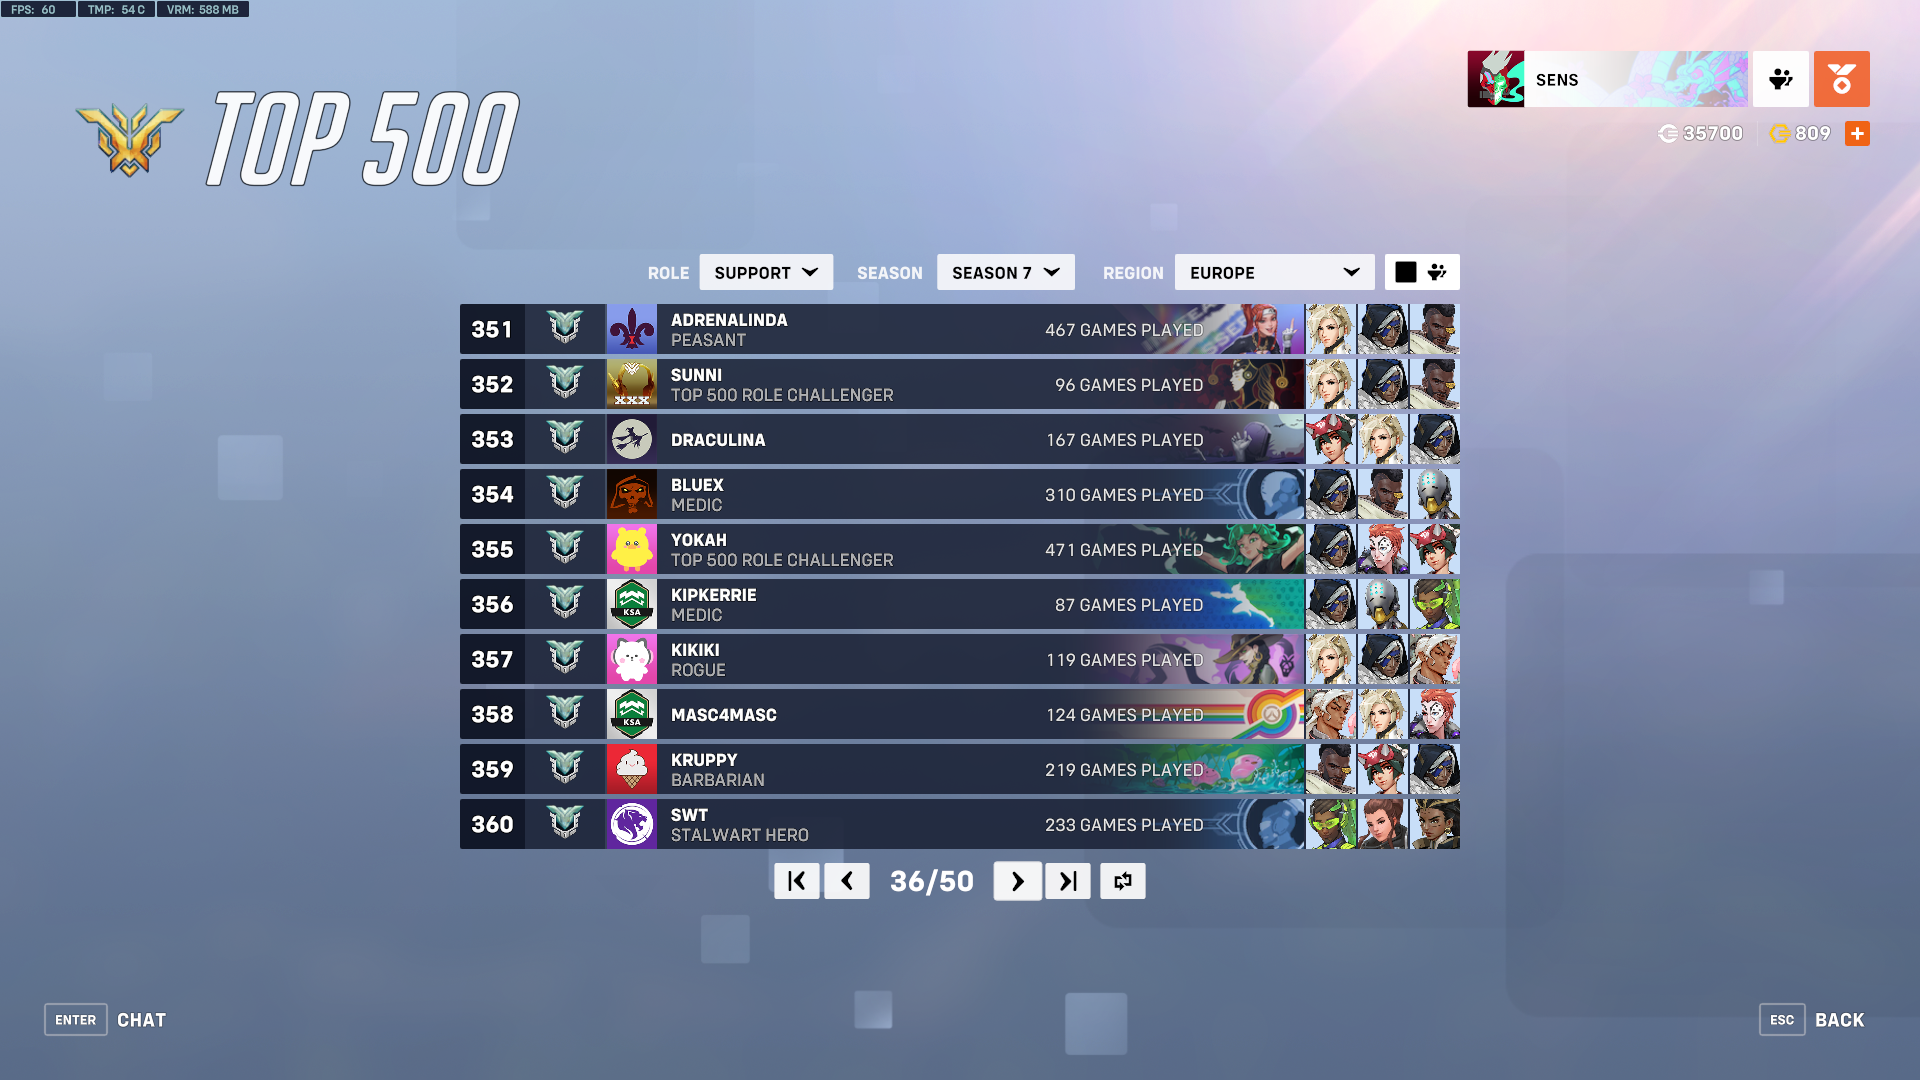 FPS: 60 TMP: 54 C VRM: 588 MB
TOP 500
SENS
35700 809
ROLE SUPPORT SEASON SEASON 7 REGION EUROPE
351 ADRENALINDA
PEASANT
467 GAMES PLAYED
352 SUNNI
TOP 500 ROLE CHALLENGER
96 GAMES PLAYED
XXX
353 DRACULINA
167 GAMES PLAYED
354 BLUEX
MEDIC
310 GAMES PLAYED
355 YOKAH
TOP 500 ROLE CHALLENGER
471 GAMES PLAYED
356 KIPKERRIE
MEDIC
87 GAMES PLAYED
KSA
357 KIKIKI
ROGUE
119 GAMES PLAYED
358 MASC4MASC
124 GAMES PLAYED
KSA
359 KRUPPY
BARBARIAN
219 GAMES PLAYED
360 SWT
STALWART HERO
233 GAMES PLAYED
36/50
ENTER CHAT
ESC BACK